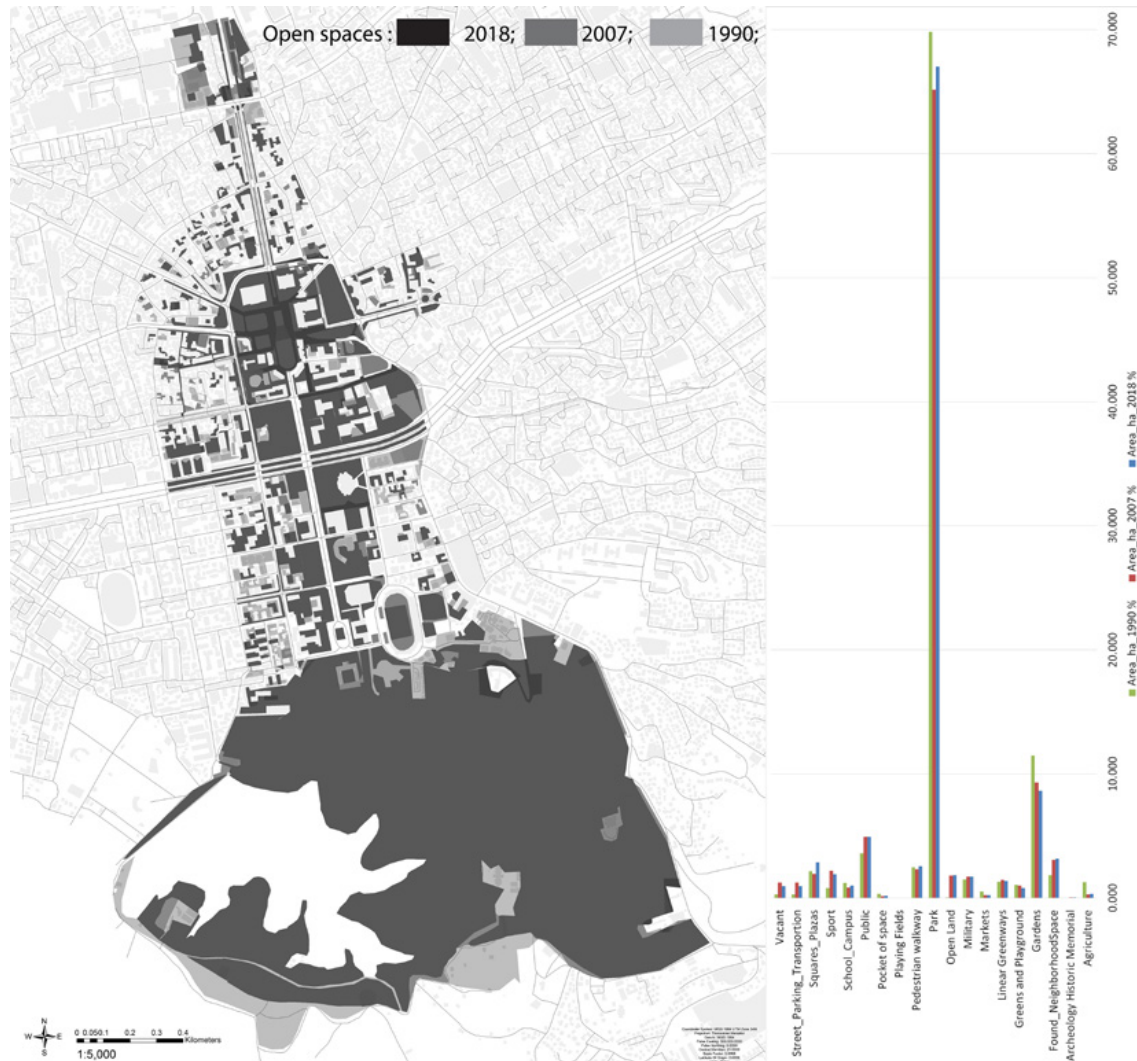 Open spaces : 2018; 2007; 1990;
N
W E
S
0 0.050.1 0.2 0.3 0.4
Kilometers
1:5,000
70.000
60.000
50.000
40.000
30.000
20.000
10.000
0.000
Vacant
Street_Parking_Transportion
Squares_Plazas
Sport
School_Campus
Public
Pocket of space
Playing Fields
Pedestrian walkway
Park
Open Land
Military
Markets
Linear Greenways
Greens and Playground
Gardens
Found_NeighborhoodSpace
Archeology Historic Memorial
Agriculture
Area_ha_1990 % Area_ha_2007 % Area_ha_2018 %